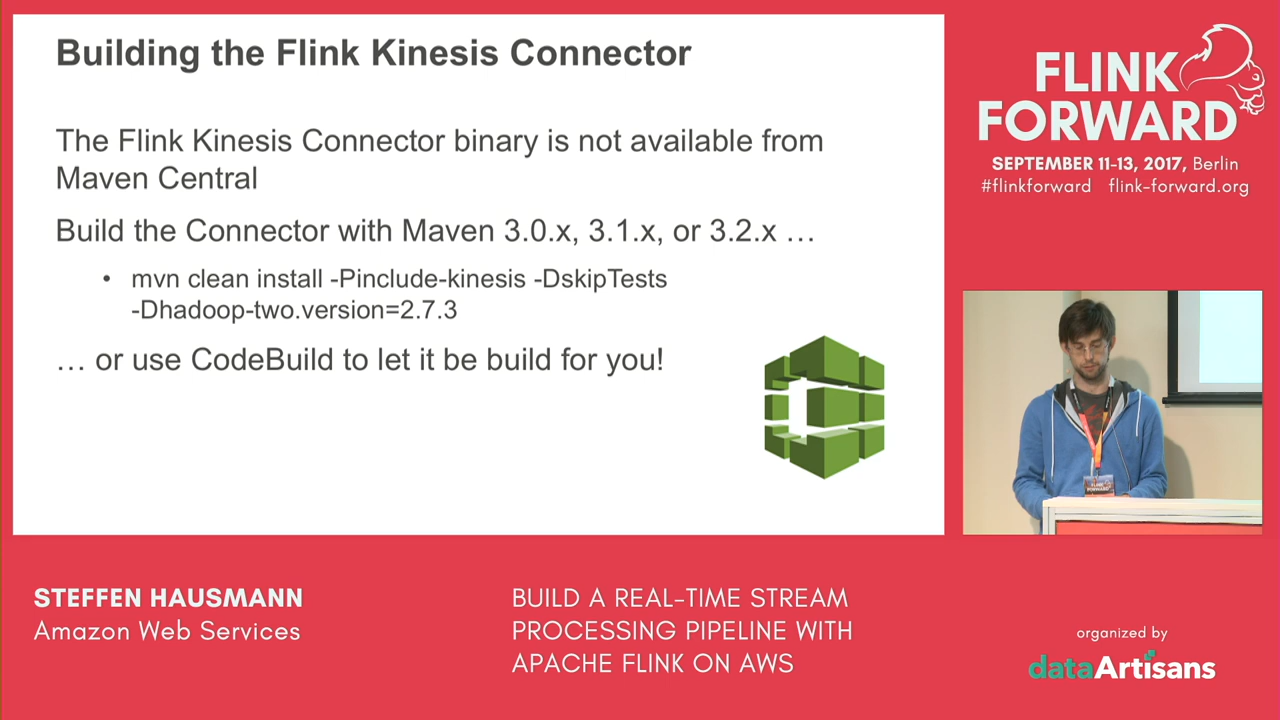 Building the Flink Kinesis Connector
The Flink Kinesis Connector binary is not available from
Maven Central
Build the Connector with Maven 3.0.x, 3.1.x, or 3.2.x …
• mvn clean install -Pinclude-kinesis -DskipTests
-Dhadoop-two.version=2.7.3
… or use CodeBuild to let it be build for you!
FLINK
FORWARD
SEPTEMBER 11-13, 2017, Berlin
#flinkforward flink-forward.org
FLINK
FORWARD
STEFFEN HAUSMANN
Amazon Web Services
BUILD A REAL-TIME STREAM
PROCESSING PIPELINE WITH
APACHE FLINK ON AWS
organized by
dataArtisans